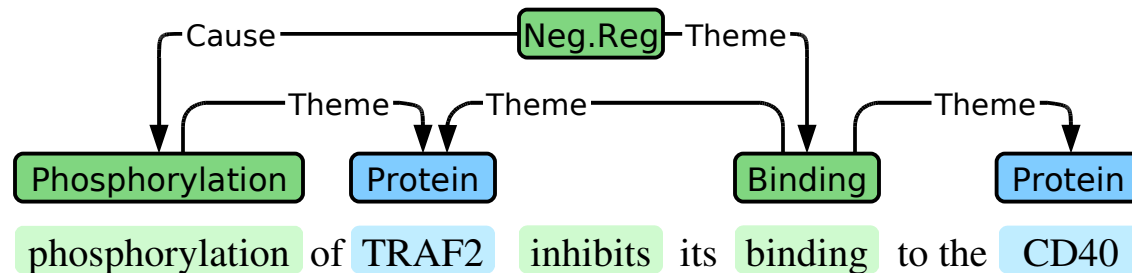 Cause Neg.Reg Theme
Theme Theme Theme
Phosphorylation Protein Binding Protein
phosphorylation of TRAF2 inhibits its binding to the CD40